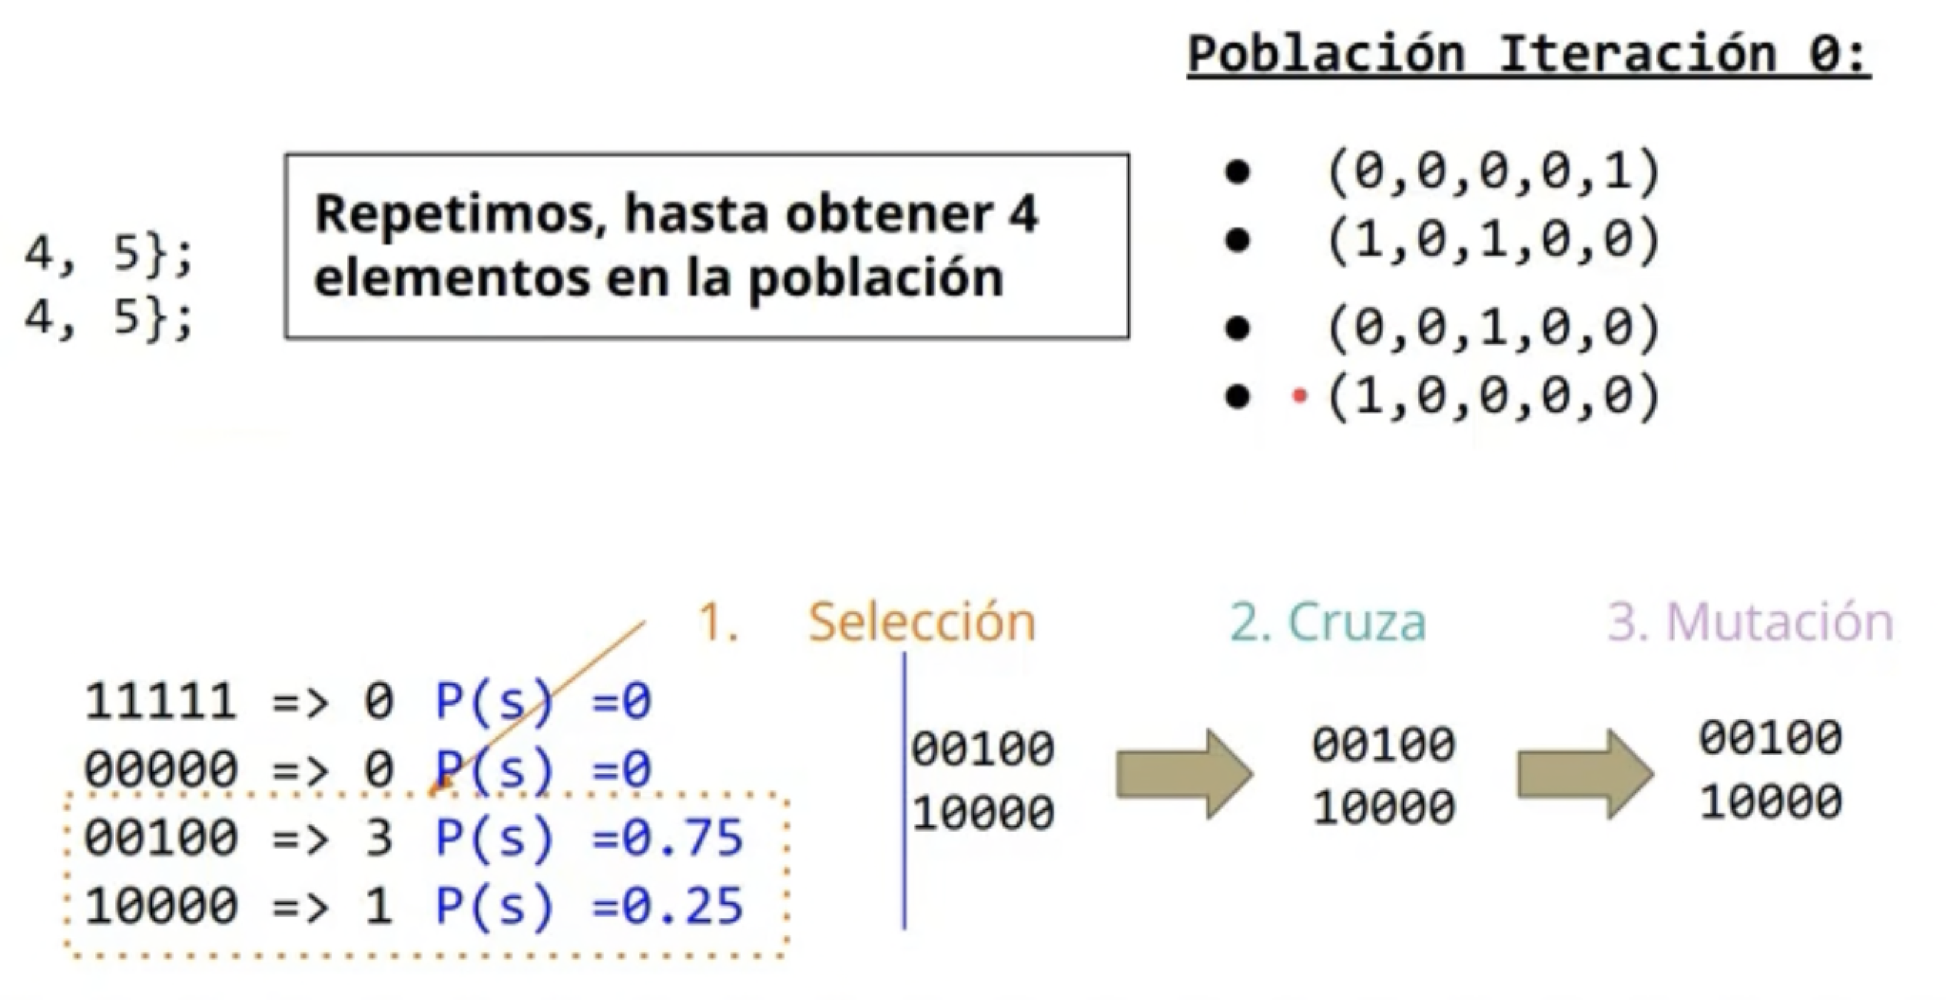 Población Iteración 0:
4, 5};
4, 5};
Repetimos, hasta obtener 4
elementos en la población
● (0,0,0,0,1)
● (1,0,1,0,0)
● (0,0,1,0,0)
● (1,0,0,0,0)
1. Selección
2. Cruza
3. Mutación
11111 => 0 P(s) =0
00000 => 0 P(s) =0
00100 => 3 P(s) =0.75
10000 => 1 P(s) =0.25
00100
10000
00100
10000
00100
10000